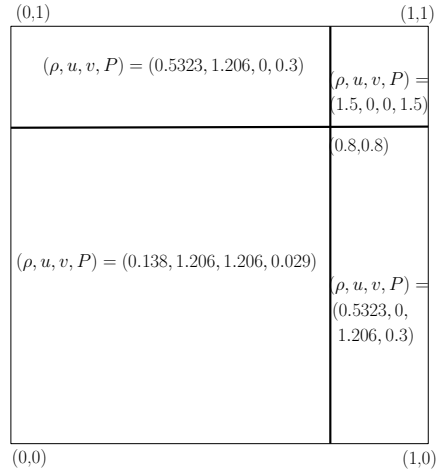 (0,1) (1,1)
(ρ, u, v, P) = (0.5323, 1.206, 0, 0.3)
(ρ, u, v, P) =
(1.5, 0, 0, 1.5)
(0.8,0.8)
(ρ, u, v, P) = (0.138, 1.206, 1.206, 0.029)
(ρ, u, v, P) =
(0.5323, 0,
1.206, 0.3)
(0,0) (1,0)